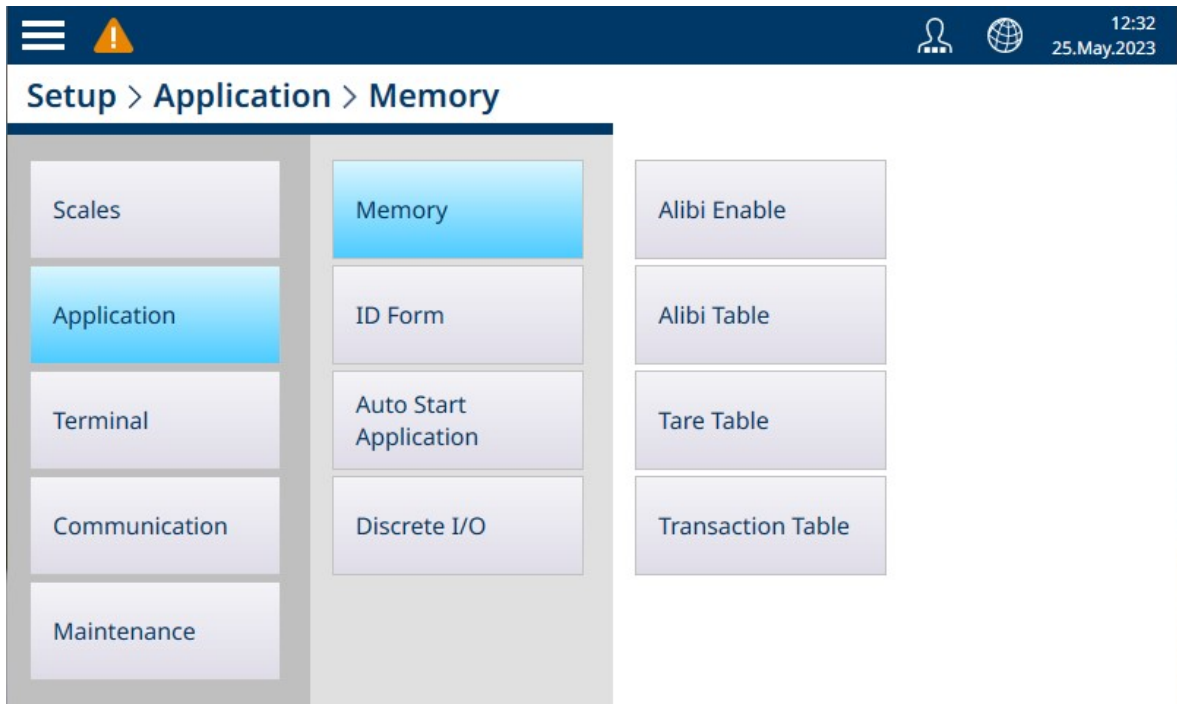 12:32
25.May.2023
Setup > Application > Memory
Scales
Application
Terminal
Communication
Maintenance
Memory
ID Form
Auto Start
Application
Discrete I/O
Alibi Enable
Alibi Table
Tare Table
Transaction Table